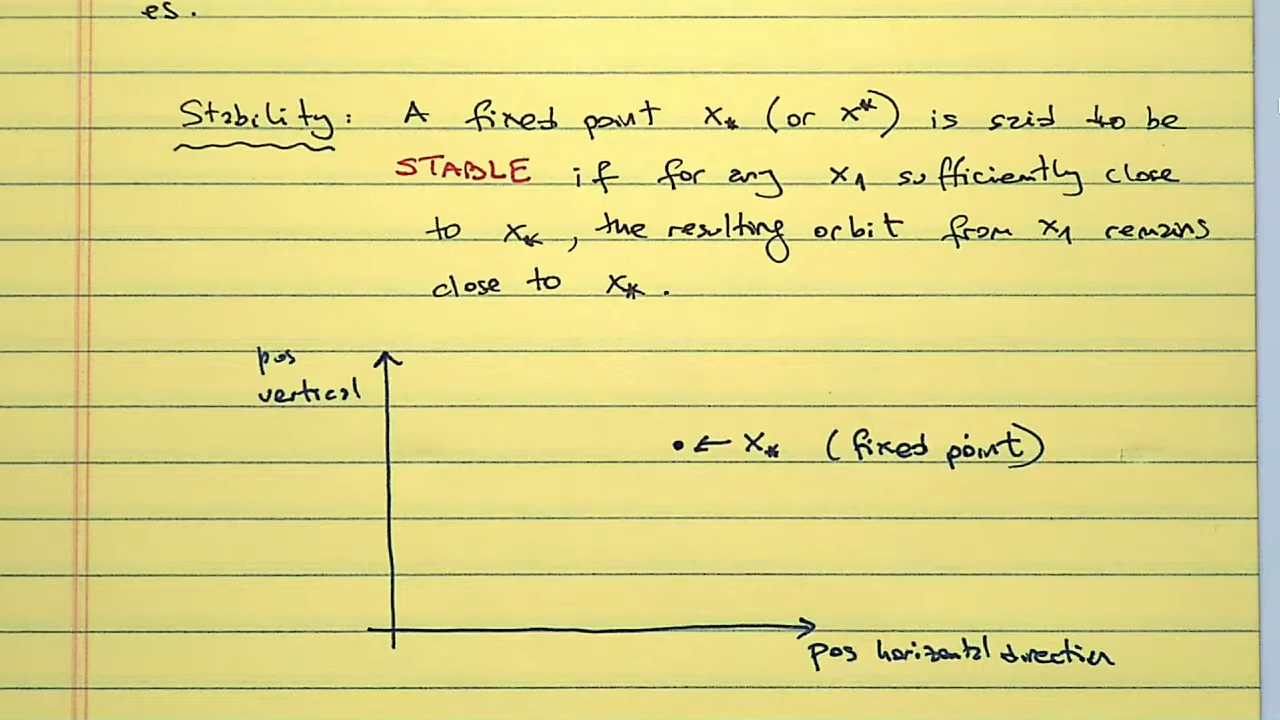 es.
Stability: A fixed point x* (or x*) is said to be
STABLE if for any x1 sufficiently close
to x*, the resulting orbit from x1 remains
close to x*.
pos
vertical
• ← x* (fixed point)
pos horizontal direction